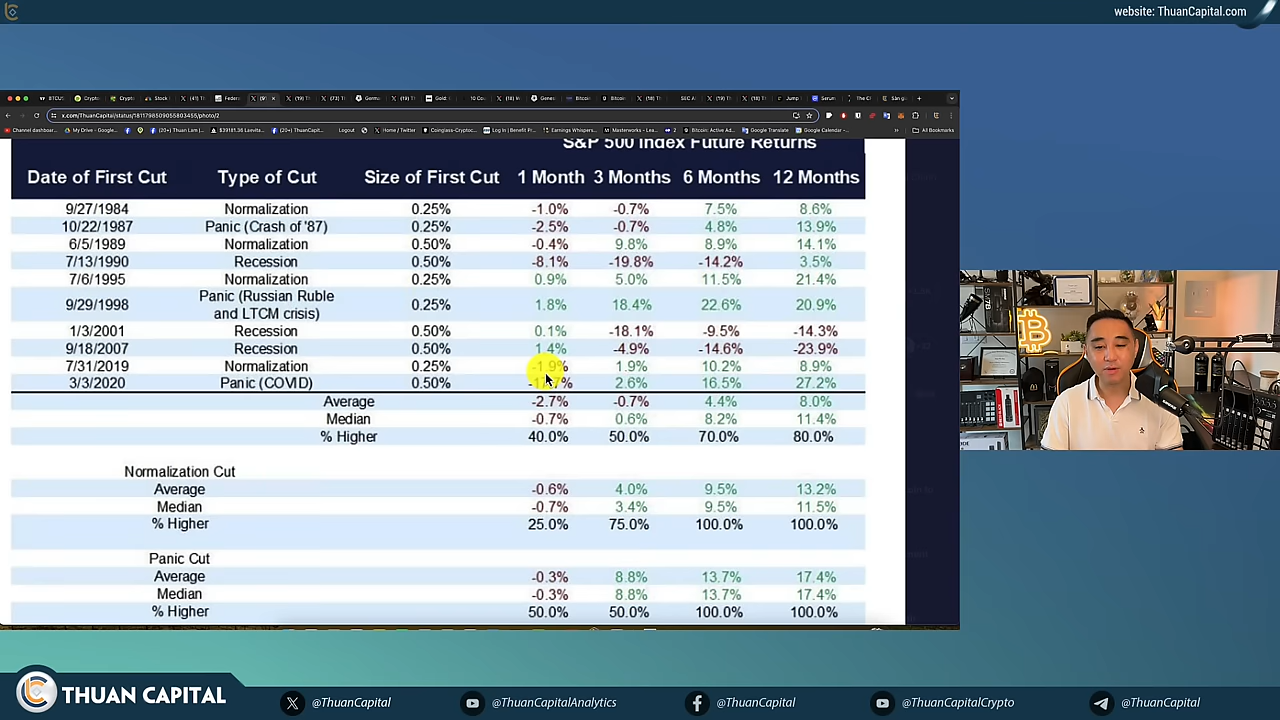 website: ThuanCapital.com
x.com/ThuanCapital/status/1811798509055803455/photo/2
S&P 500 Index Future Returns
Date of First Cut Type of Cut Size of First Cut 1 Month 3 Months 6 Months 12 Months
9/27/1984 Normalization 0.25% -1.0% -0.7% 7.5% 8.6%
10/22/1987 Panic (Crash of '87) 0.25% -2.5% -0.7% 4.8% 13.9%
6/5/1989 Normalization 0.50% -0.4% 9.8% 8.9% 14.1%
7/13/1990 Recession 0.50% -8.1% -19.8% -14.2% 3.5%
7/6/1995 Normalization 0.25% 0.9% 5.0% 11.5% 21.4%
9/29/1998 Panic (Russian Ruble and LTCM crisis) 0.25% 1.8% 18.4% 22.6% 20.9%
1/3/2001 Recession 0.50% 0.1% -18.1% -9.5% -14.3%
9/18/2007 Recession 0.50% 1.4% -4.9% -14.6% -23.9%
7/31/2019 Normalization 0.25% -1.9% 1.9% 10.2% 8.9%
3/3/2020 Panic (COVID) 0.50% 2.6% 16.5% 27.2%
Average -2.7% -0.7% 4.4% 8.0%
Median -0.7% 0.6% 8.2% 11.4%
% Higher 40.0% 50.0% 70.0% 80.0%
Normalization Cut
Average -0.6% 4.0% 9.5% 13.2%
Median -0.7% 3.4% 9.5% 11.5%
% Higher 25.0% 75.0% 100.0% 100.0%
Panic Cut
Average -0.3% 8.8% 13.7% 17.4%
Median -0.3% 8.8% 13.7% 17.4%
% Higher 50.0% 50.0% 100.0% 100.0%
THUAN CAPITAL
@ThuanCapital
@ThuanCapitalAnalytics
@ThuanCapital
@ThuanCapitalCrypto
@ThuanCapital